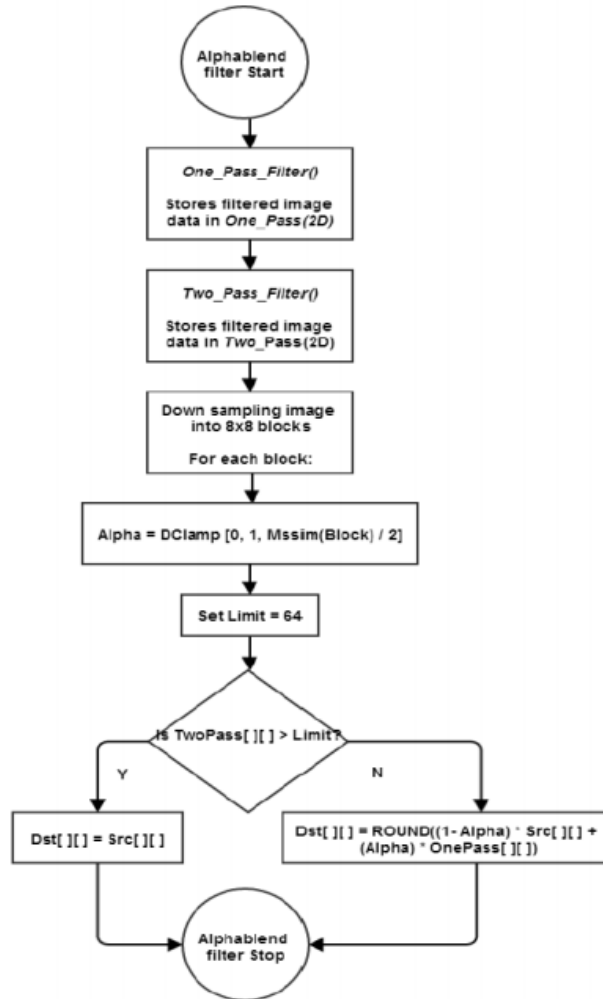 Alphablend
filter Start
One_Pass_Filter()
Stores filtered image
data in One_Pass(2D)
Two_Pass_Filter()
Stores filtered image
data in Two_Pass(2D)
Down sampling image
into 8x8 blocks
For each block:
Alpha = DClamp [0, 1, Mssim(Block) / 2]
Set Limit = 64
Is TwoPass[ ][ ] > Limit?
Y
N
Dst[ ][ ] = Src[ ][ ]
Dst[ ][ ] = ROUND((1- Alpha) * Src[ ][ ] +
(Alpha) * OnePass[ ][ ])
Alphablend
filter Stop